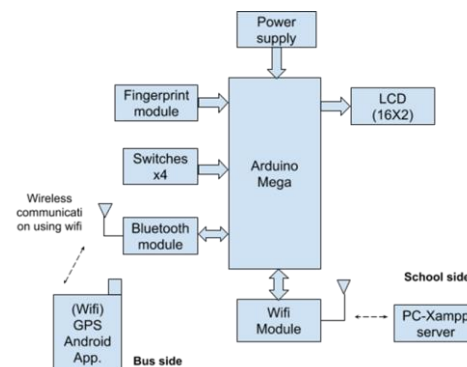 Power
supply
Fingerprint
module
LCD
(16X2)
Switches
x4
Arduino
Mega
Wireless
communicati
on using wifi
Bluetooth
module
School side
(Wifi)
GPS
Android
App.
Bus side
Wifi
Module
PC-Xampp
server